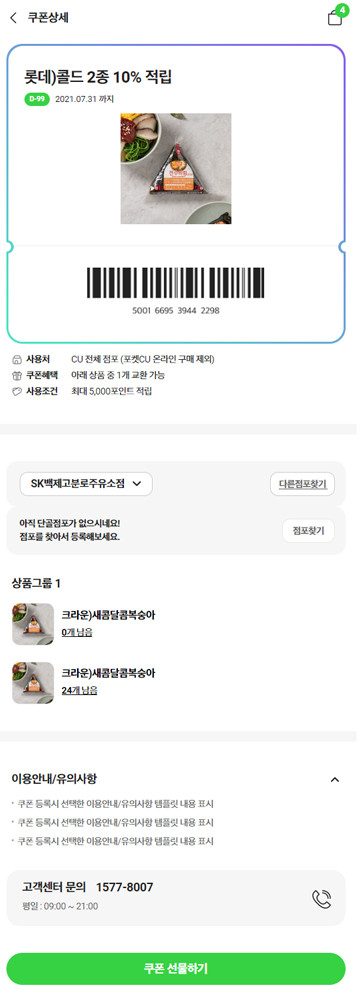 쿠폰상세
4
롯데)콜드 2종 10% 적립
D-99 2021.07.31 까지
5001 6695 3944 2298
사용처 CU 전체 점포 (포켓CU 온라인 구매 제외)
쿠폰혜택 아래 상품 중 1개 교환 가능
사용조건 최대 5,000포인트 적립
SK백제고분로주유소점 다른점포찾기
아직 단골점포가 없으시네요!
점포를 찾아서 등록해보세요.
점포찾기
상품그룹 1
크라운)새콤달콤복숭아
0개 남음
크라운)새콤달콤복숭아
24개 남음
이용안내/유의사항
· 쿠폰 등록시 선택한 이용안내/유의사항 템플릿 내용 표시
· 쿠폰 등록시 선택한 이용안내/유의사항 템플릿 내용 표시
· 쿠폰 등록시 선택한 이용안내/유의사항 템플릿 내용 표시
고객센터 문의 1577-8007
평일 : 09:00 ~ 21:00
쿠폰 선물하기